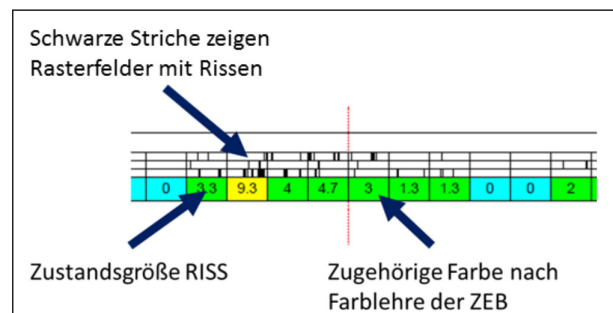 Schwarze Striche zeigen
Rasterfelder mit Rissen
0 3.3 9.3 4 4.7 3 1.3 1.3 0 0 2
Zustandsgröße RISS
Zugehörige Farbe nach
Farblehre der ZEB